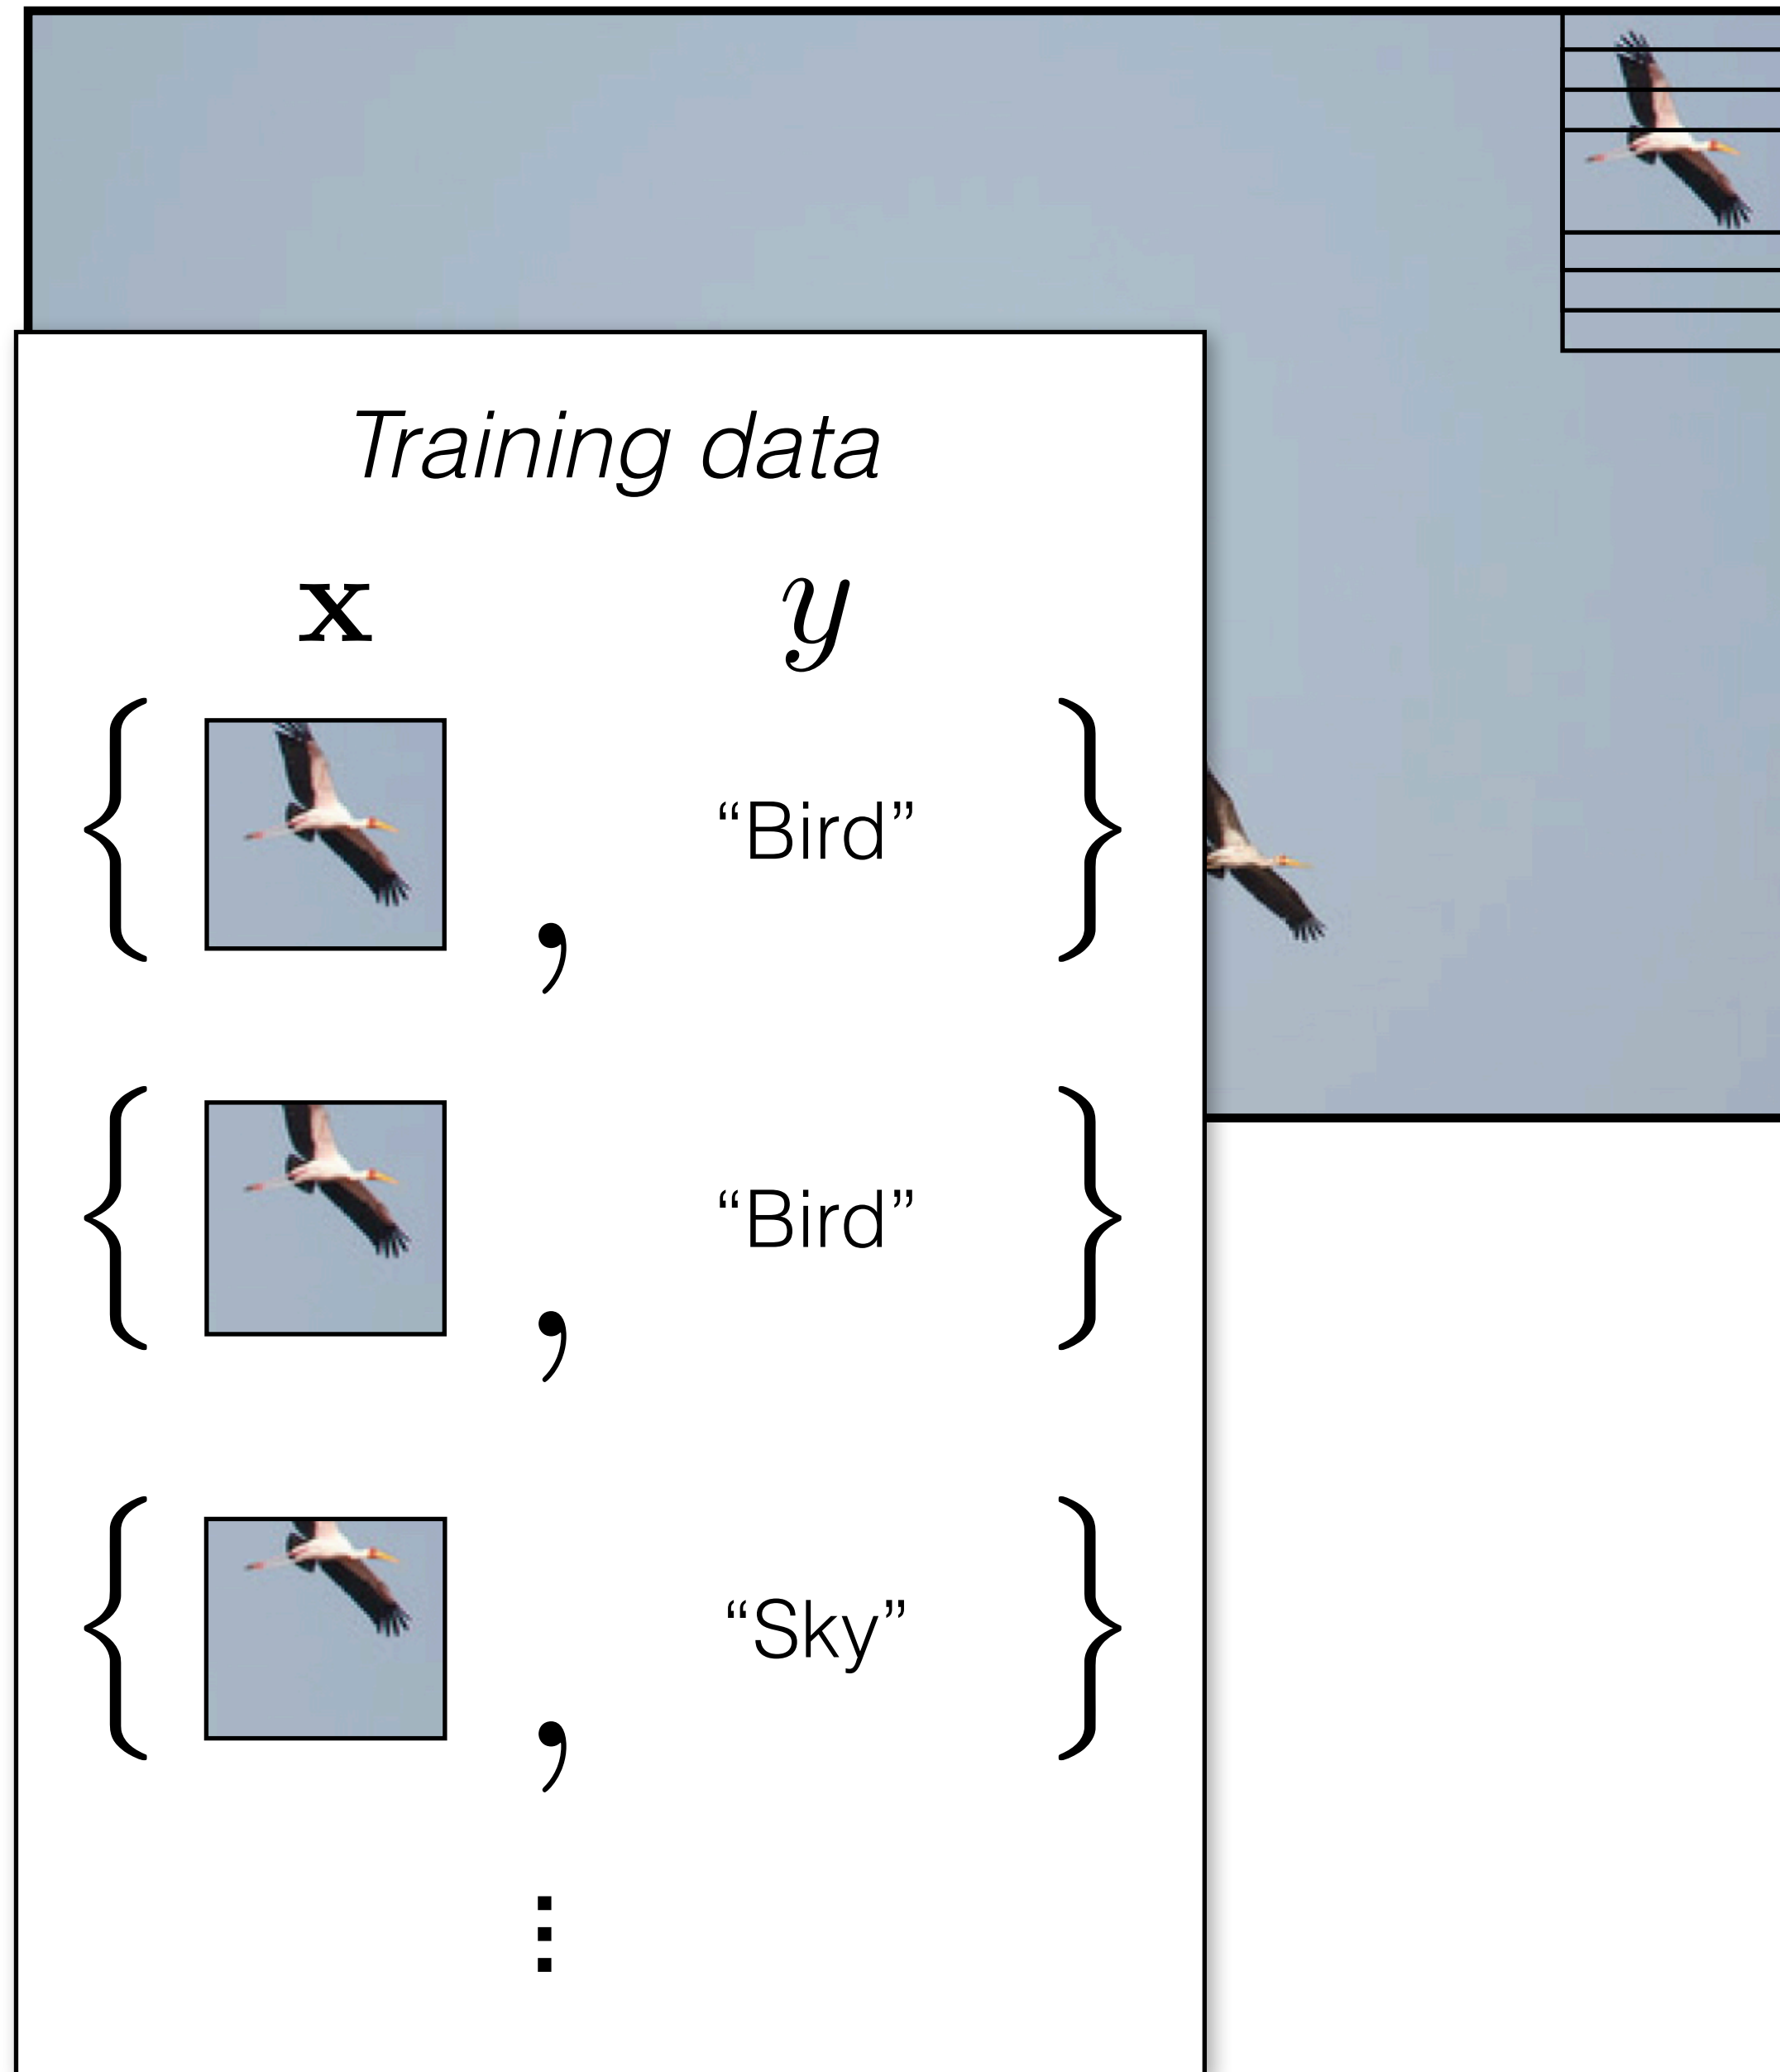 Training data
x y
{ , “Bird” }
{ , “Bird” }
{ , “Sky” }
⋮